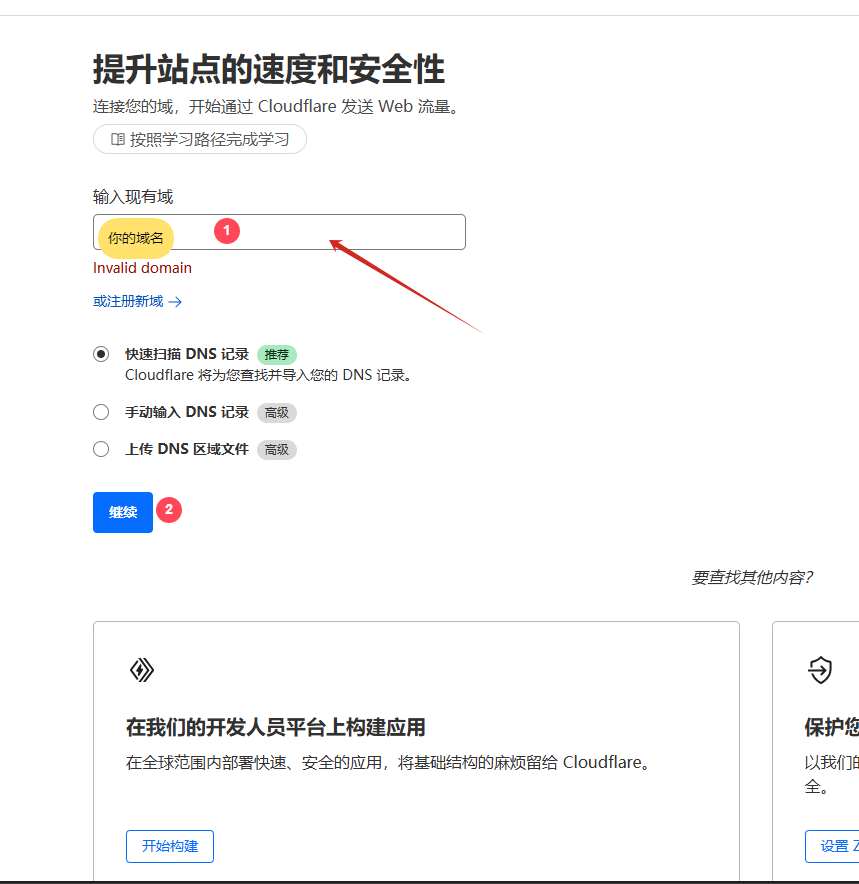 提升站点的速度和安全性
连接您的域，开始通过 Cloudflare 发送 Web 流量。
按照学习路径完成学习
输入现有域
你的域名 1
Invalid domain
或注册新域 →
快速扫描 DNS 记录 推荐
Cloudflare 将为您查找并导入您的 DNS 记录。
手动输入 DNS 记录 高级
上传 DNS 区域文件 高级
继续 2
要查找其他内容？
在我们的开发人员平台上构建应用
在全球范围内部署快速、安全的应用，将基础结构的麻烦留给 Cloudflare。
开始构建
保护您
以我们的
全。
设置 Z